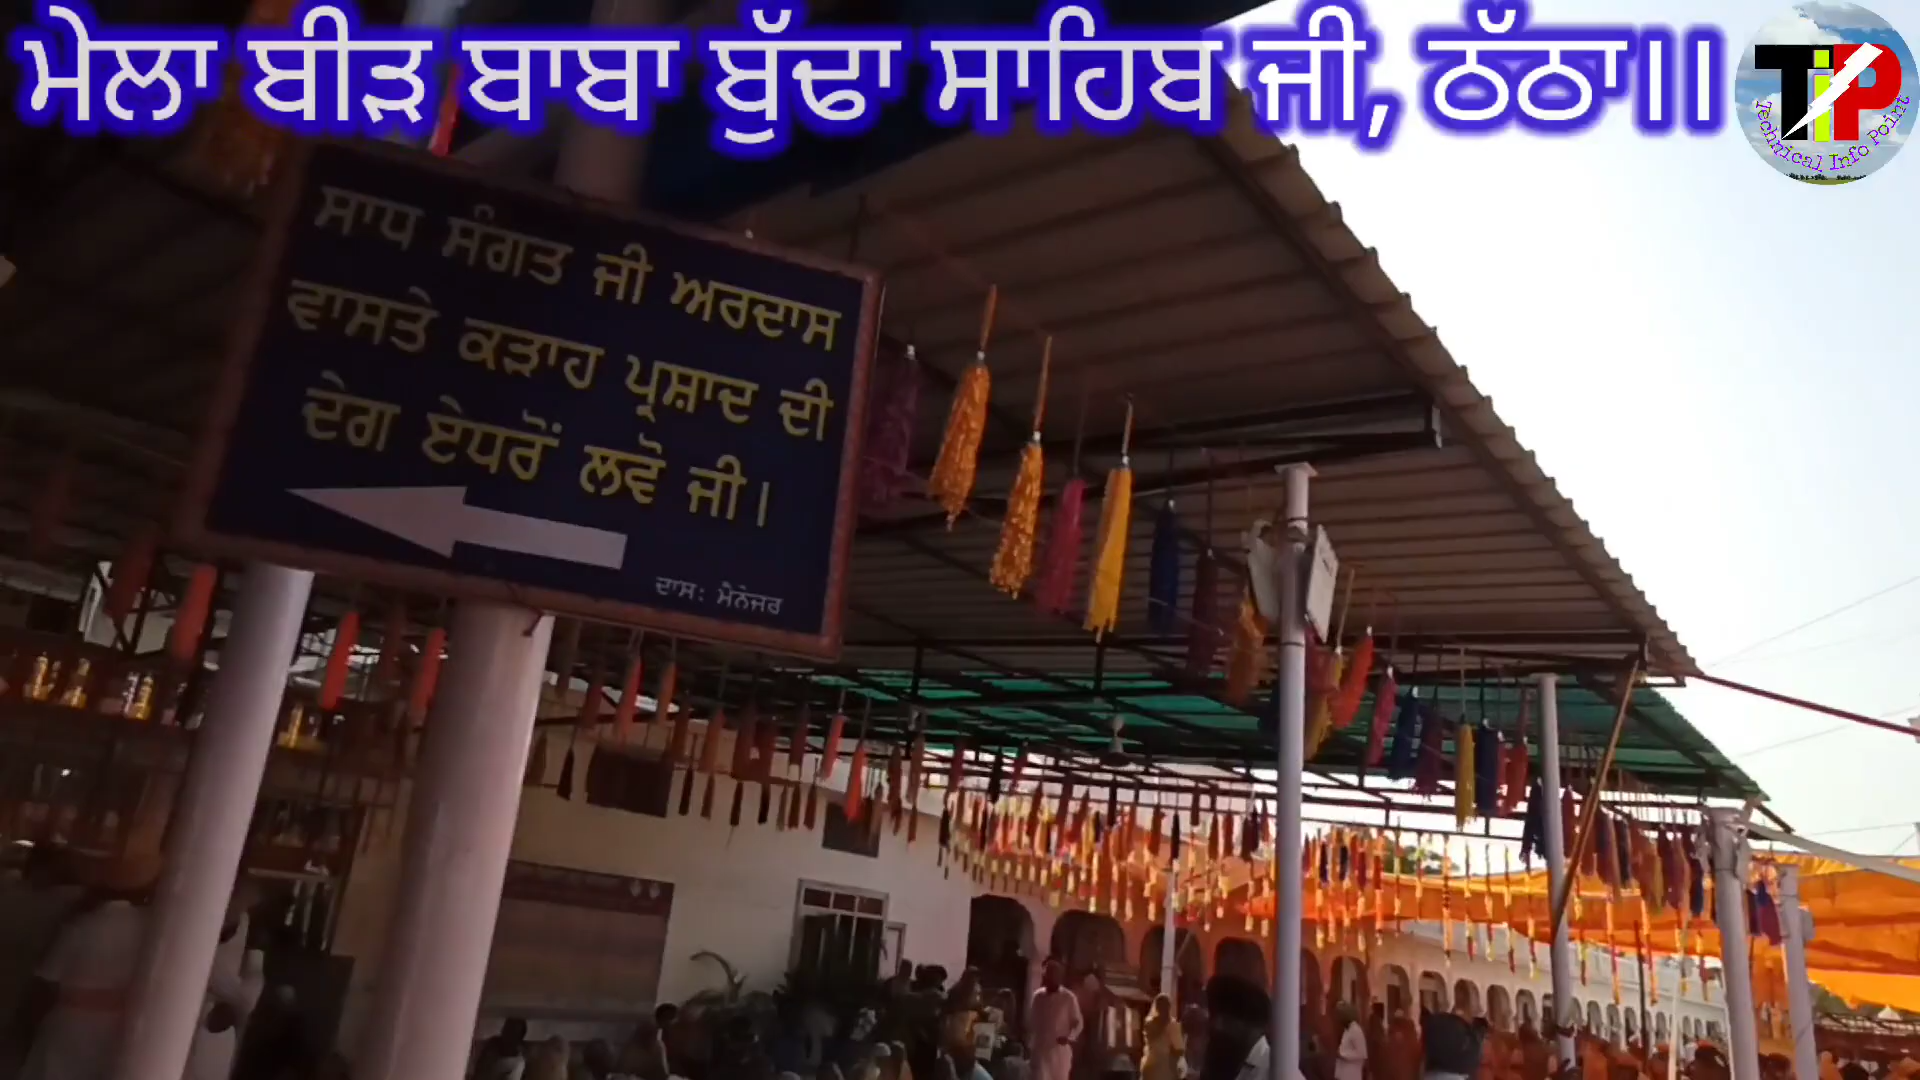 ਮੇਲਾ ਬੀੜ ਬਾਬਾ ਬੁੱਢਾ ਸਾਹਿਬ ਜੀ, ਠੱਠਾ।।
TiP
Technical Info Point
ਸਾਧ ਸੰਗਤ ਜੀ ਅਰਦਾਸ
ਵਾਸਤੇ ਕੜਾਹ ਪ੍ਰਸ਼ਾਦ ਦੀ
ਦੇਗ ਏਧਰੋਂ ਲਵੋ ਜੀ।
ਦਾਸ: ਮੈਨੇਜਰ